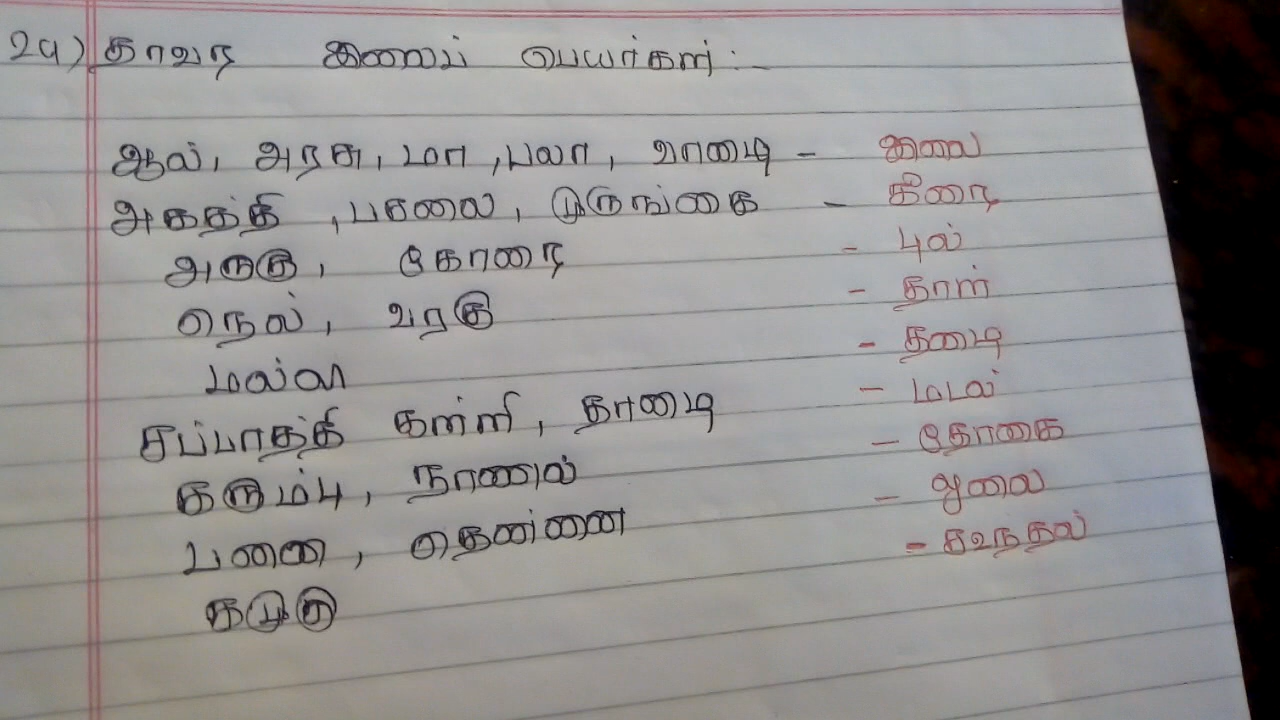 2a) தாவர இலைப் பெயர்கள் :-
ஆல், அரசு, மா, பலா, வாழை - இலை
அகத்தி, பசலை, முருங்கை - கீரை
அருகு, கோரை - புல்
நெல், வரகு - தாள்
மல்லி - தழை
சப்பாத்தி கள்ளி, தாழை - மடல்
கரும்பு, நாணல் - தோகை
பனை, தென்னை - ஓலை
கமுகு - கூந்தல்